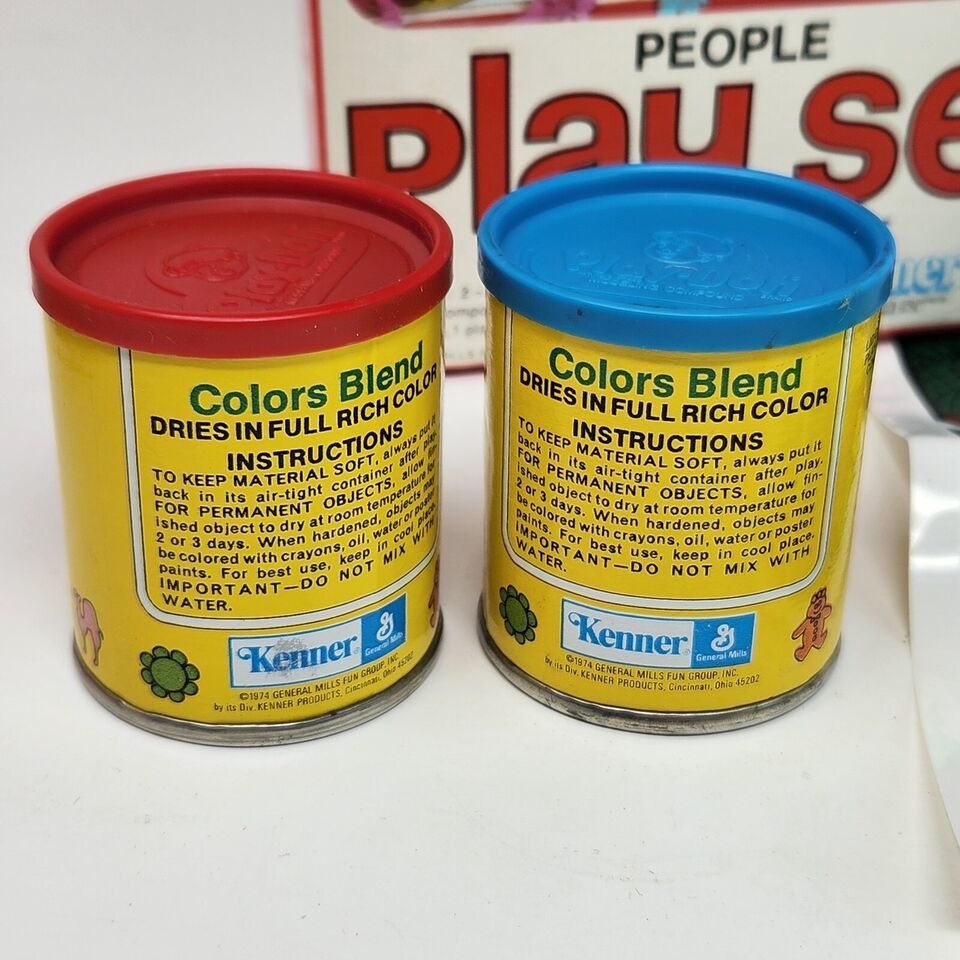 PEOPLE
Play Se
Play-Doh
Colors Blend
DRIES IN FULL RICH COLOR
INSTRUCTIONS
TO KEEP MATERIAL SOFT, always put it
back in its air-tight container after play.
FOR PERMANENT OBJECTS, allow fin-
ished object to dry at room temperature for
2 or 3 days. When hardened, objects may
be colored with crayons, oil, water or poster
paints. For best use, keep in cool place.
IMPORTANT—DO NOT MIX WITH
WATER.
Kenner
G
General Mills
©1974 GENERAL MILLS FUN GROUP, INC.
by its Div. KENNER PRODUCTS, Cincinnati, Ohio 45202
Play-Doh
MODELING COMPOUND
Colors Blend
DRIES IN FULL RICH COLOR
INSTRUCTIONS
TO KEEP MATERIAL SOFT, always put it
back in its air-tight container after play.
FOR PERMANENT OBJECTS, allow fin-
ished object to dry at room temperature for
2 or 3 days. When hardened, objects may
be colored with crayons, oil, water or poster
paints. For best use, keep in cool place.
IMPORTANT—DO NOT MIX WITH
WATER.
Kenner
G
General Mills
©1974 GENERAL MILLS FUN GROUP, INC.
by its Div. KENNER PRODUCTS, Cincinnati, Ohio 45202